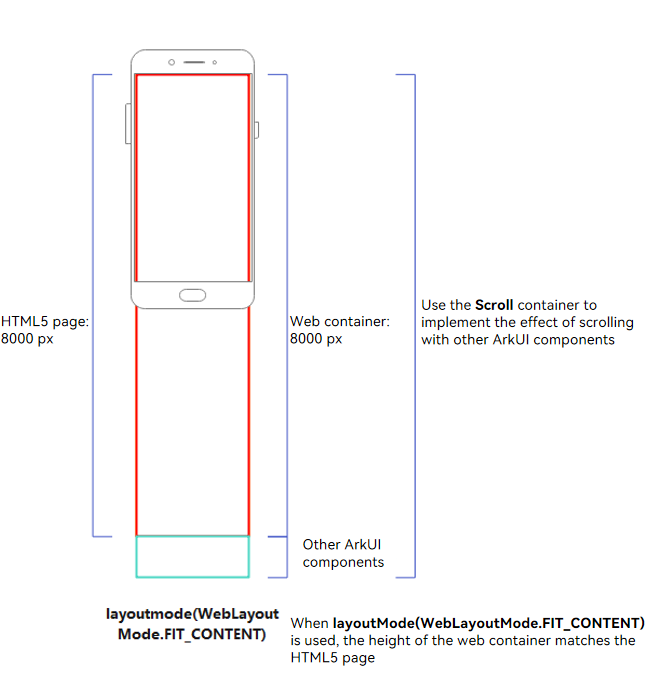 HTML5 page:
8000 px
Web container:
8000 px
Use the Scroll container to
implement the effect of scrolling
with other ArkUI components
Other ArkUI
components
layoutmode(WebLayout
Mode.FIT_CONTENT)
When layoutMode(WebLayoutMode.FIT_CONTENT)
is used, the height of the web container matches the
HTML5 page